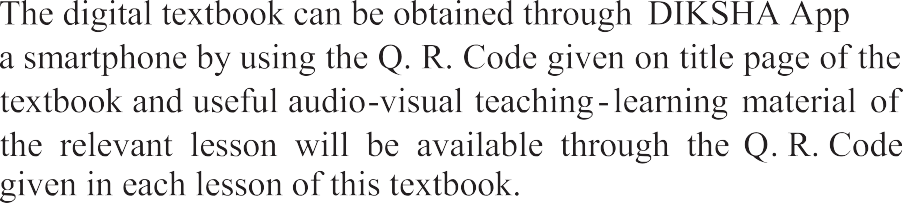 The digital textbook can be obtained through DIKSHA App
a smartphone by using the Q. R. Code given on title page of the
textbook and useful audio-visual teaching-learning material of
the relevant lesson will be available through the Q. R. Code
given in each lesson of this textbook.